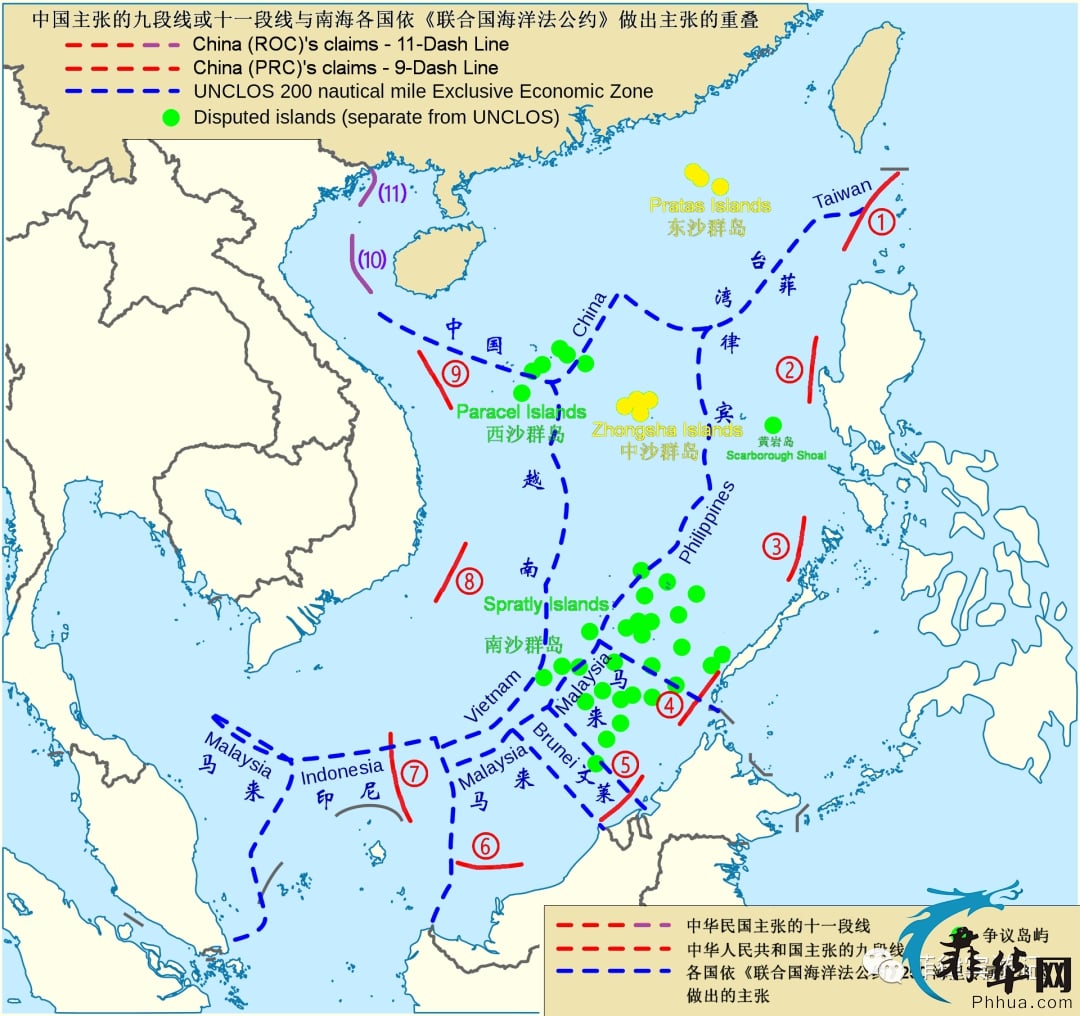 中国主张的九段线或十一段线与南海各国依《联合国海洋法公约》做出主张的重叠
China (ROC)'s claims - 11-Dash Line
China (PRC)'s claims - 9-Dash Line
UNCLOS 200 nautical mile Exclusive Economic Zone
Disputed islands (separate from UNCLOS)
(11)
(10)
Pratas Islands
东沙群岛
Taiwan
①
台
湾
菲
律
宾
China
中
国
⑨
②
Paracel Islands
西沙群岛
Zhongsha Islands
中沙群岛
黄岩岛
Scarborough Shoal
越
南
Philippines
③
⑧
Spratly Islands
南沙群岛
Vietnam
Malaysia
马
来
④
Malaysia
马
来
Indonesia
印
尼
⑦
Malaysia
马
来
Brunei
文
莱
⑤
⑥
中华民国主张的十一段线
中华人民共和国主张的九段线
各国依《联合国海洋法公约
做出的主张
争议岛屿
菲华网
Phhua.com